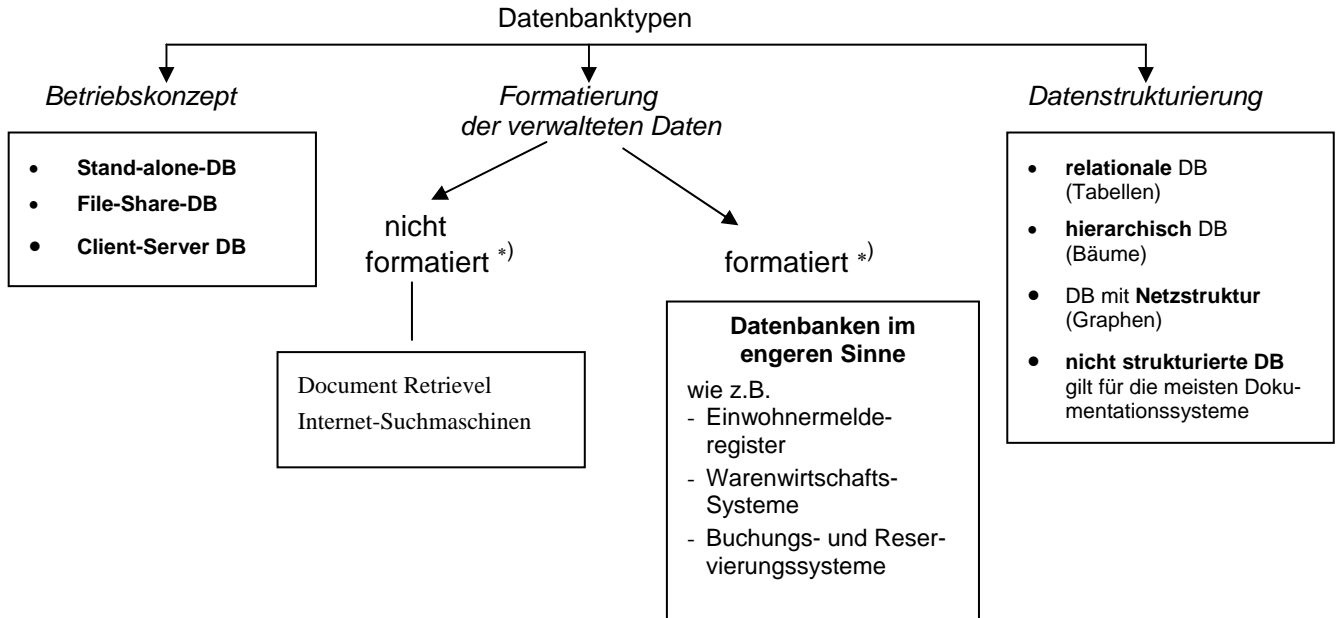 Datenbanktypen
Betriebskonzept
• Stand-alone-DB
• File-Share-DB
• Client-Server DB
Formatierung
der verwalteten Daten
nicht
formatiert *)
Document Retrievel
Internet-Suchmaschinen
formatiert *)
Datenbanken im
engeren Sinne
wie z.B.
- Einwohnermelde-
register
- Warenwirtschafts-
Systeme
- Buchungs- und Reser-
vierungssysteme
Datenstrukturierung
• relationale DB
(Tabellen)
• hierarchisch DB
(Bäume)
• DB mit Netzstruktur
(Graphen)
• nicht strukturierte DB
gilt für die meisten Doku-
mentationssysteme